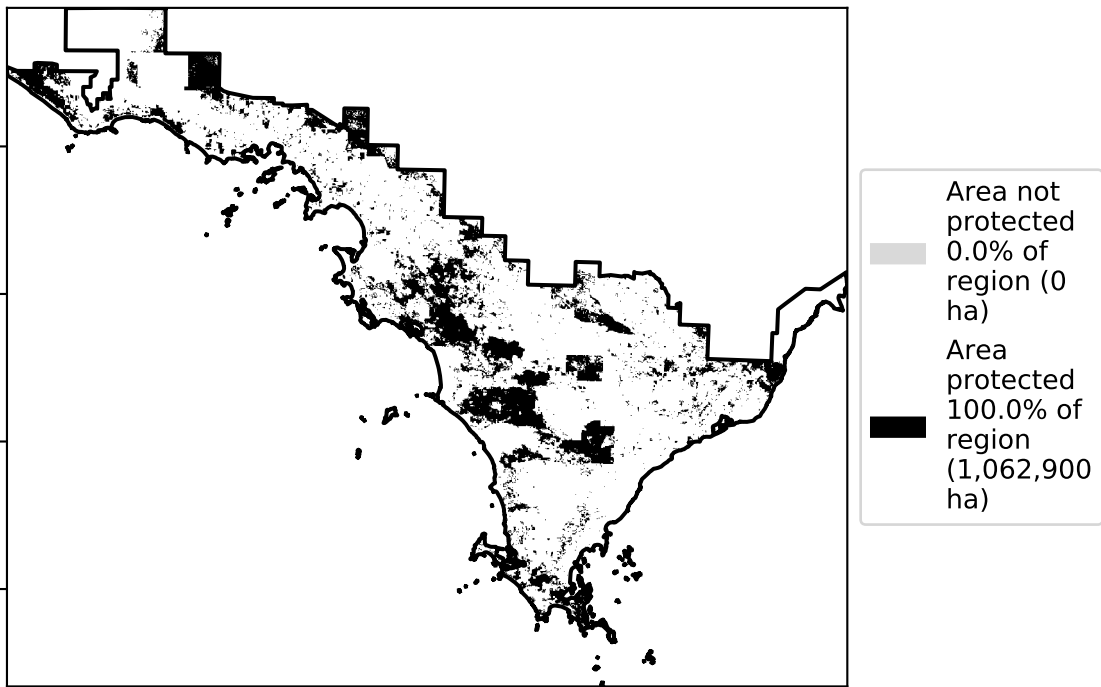 Area not
protected
0.0% of
region (0
ha)
Area
protected
100.0% of
region
(1,062,900
ha)